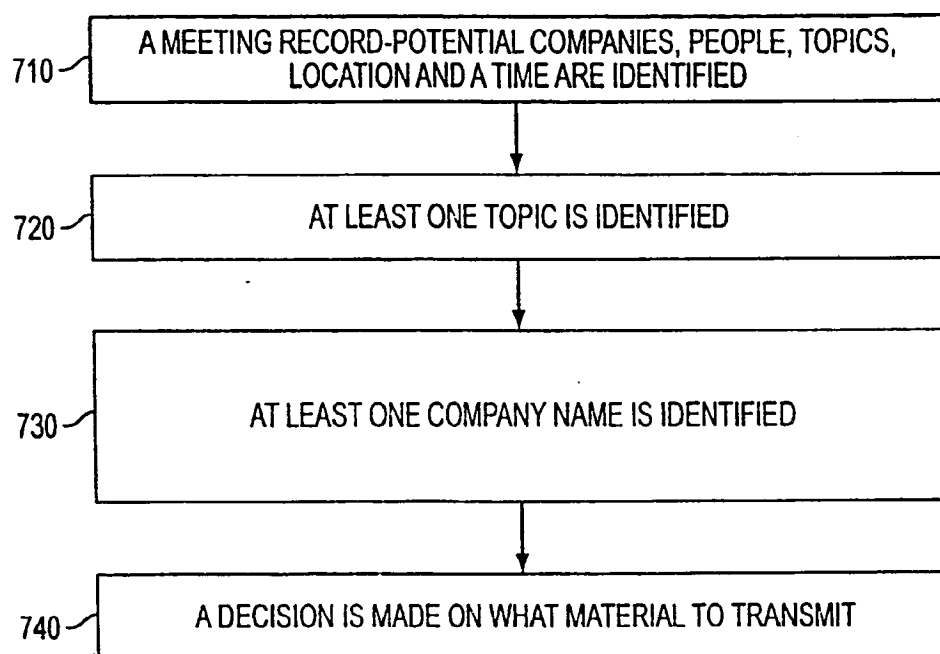 710
A MEETING RECORD-POTENTIAL COMPANIES, PEOPLE, TOPICS,
LOCATION AND A TIME ARE IDENTIFIED
720
AT LEAST ONE TOPIC IS IDENTIFIED
730
AT LEAST ONE COMPANY NAME IS IDENTIFIED
740
A DECISION IS MADE ON WHAT MATERIAL TO TRANSMIT